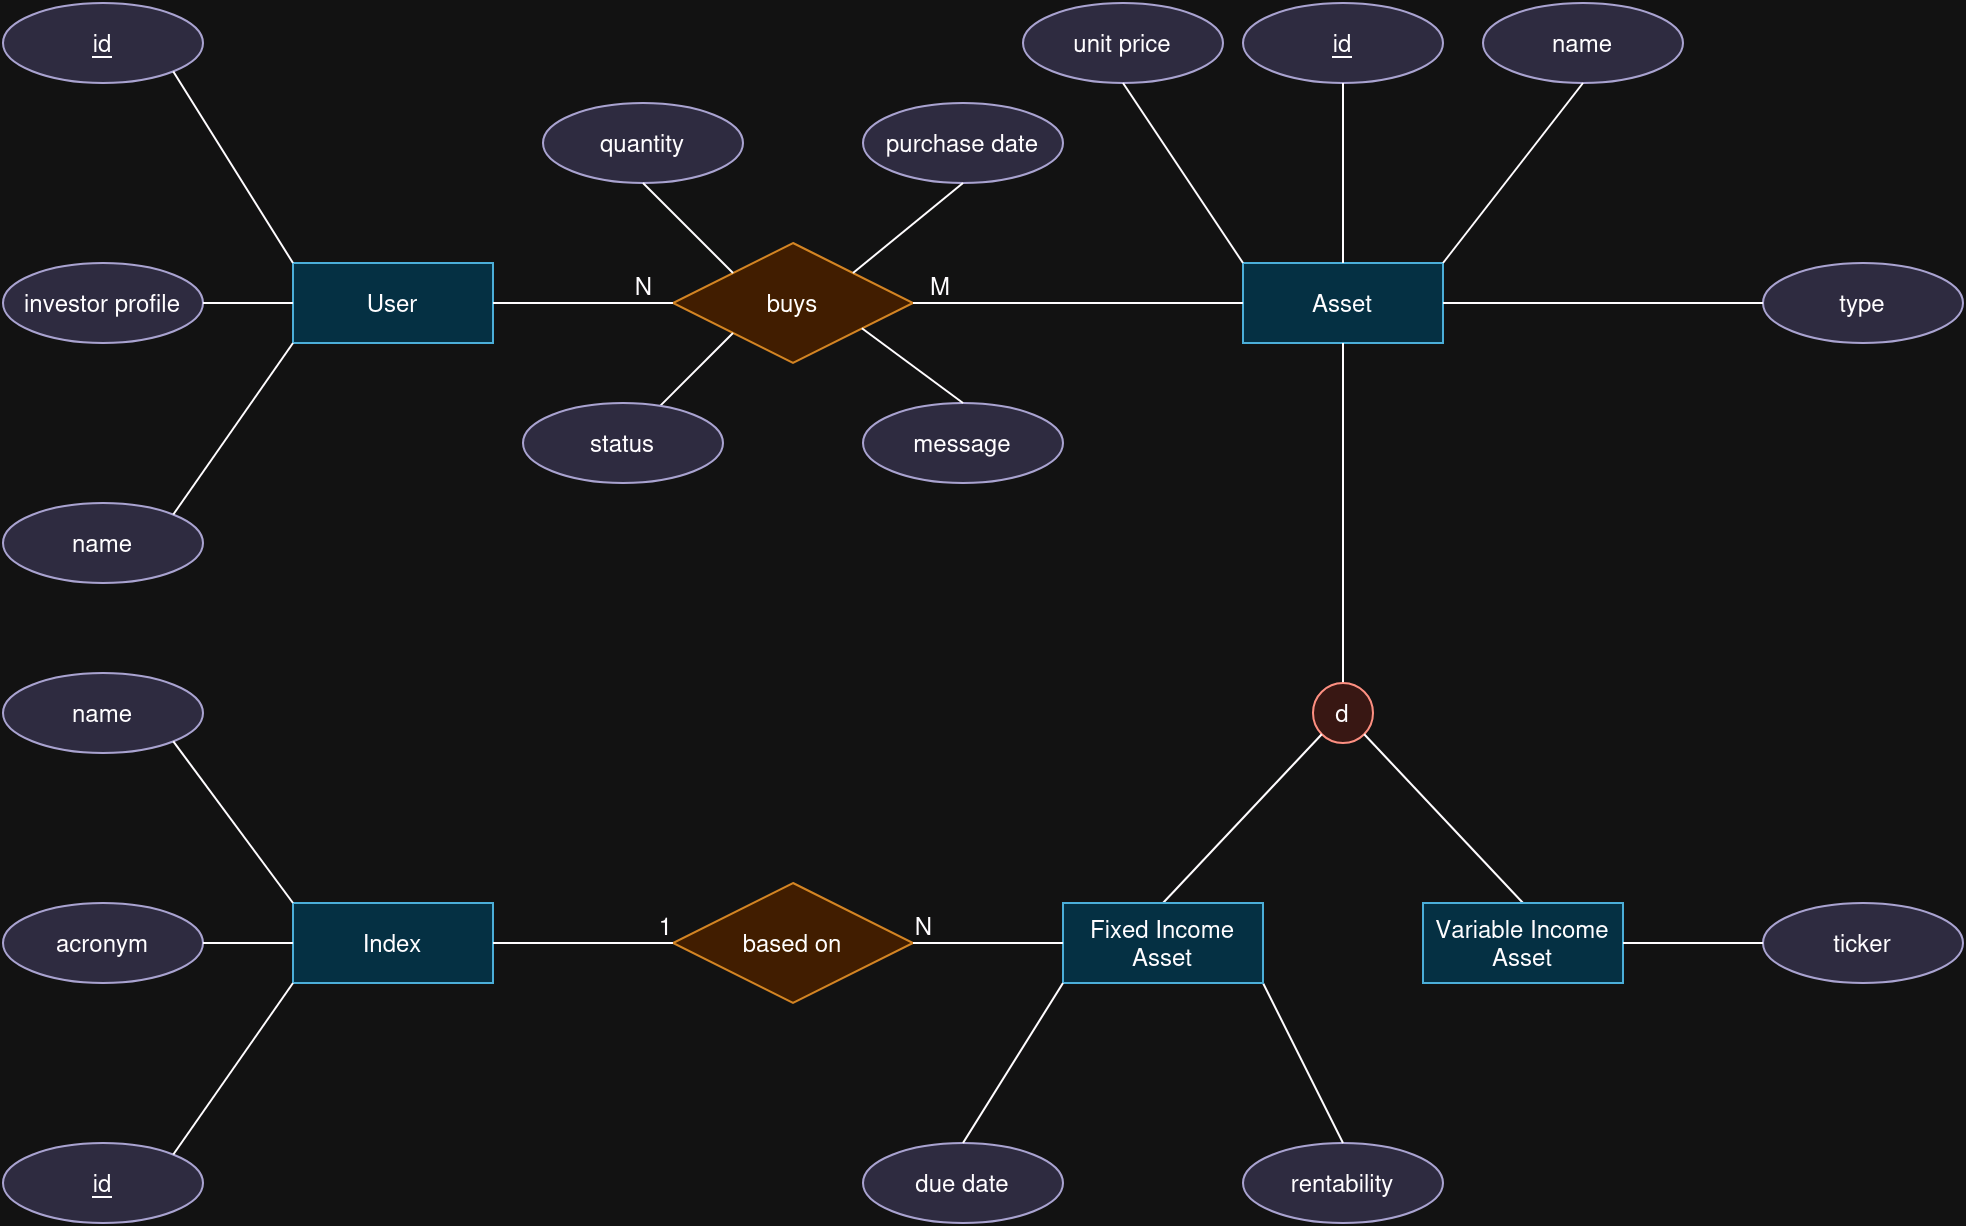 id
unit price
id
name
quantity
purchase date
investor profile
User
N
buys
M
Asset
type
status
message
name
name
d
acronym
Index
1
based on
N
Fixed Income
Asset
Variable Income
Asset
ticker
id
due date
rentability